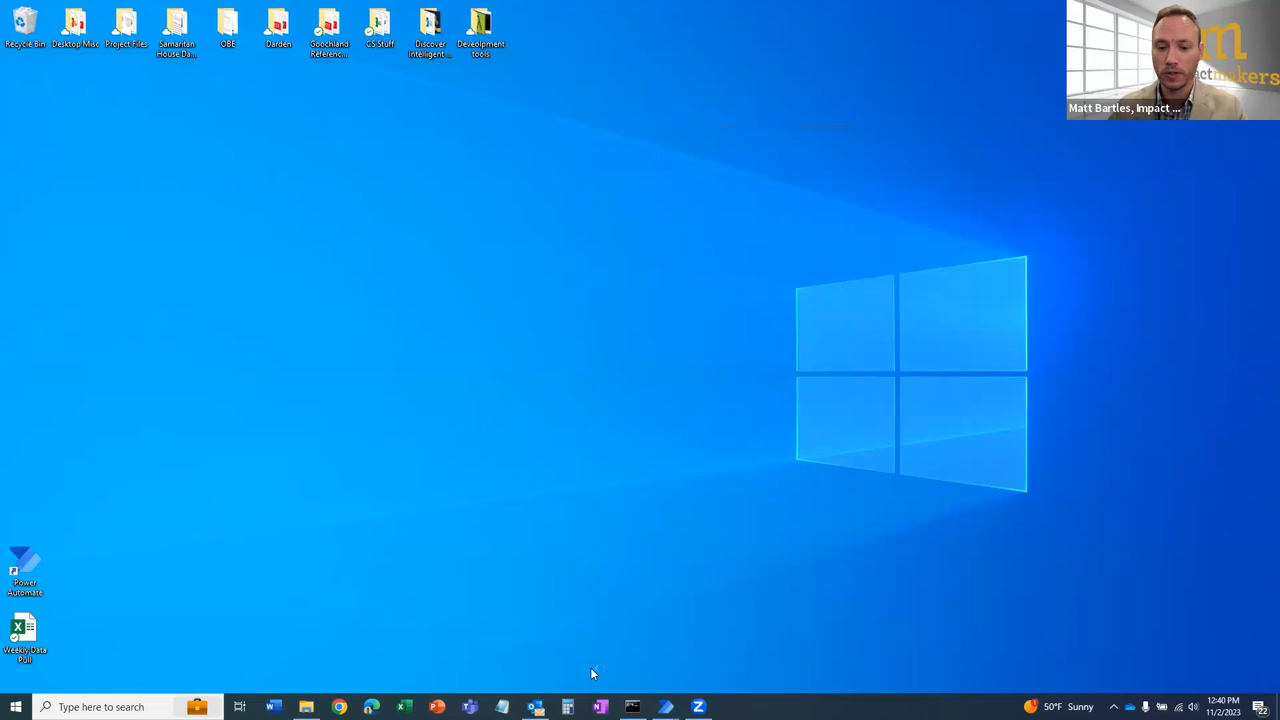 Recycle Bin
Desktop Misc
Project Files
Samaritan
House Da...
OBE
Darden
Goochland
Referenc...
CS Stuff
Discover
Intelligent ...
Development
tools
m
actmakers
Matt Bartles, Impact ...
Power
Automate
Weekly Data
Pull
Type here to search
50°F Sunny
12:40 PM
11/2/2023
22